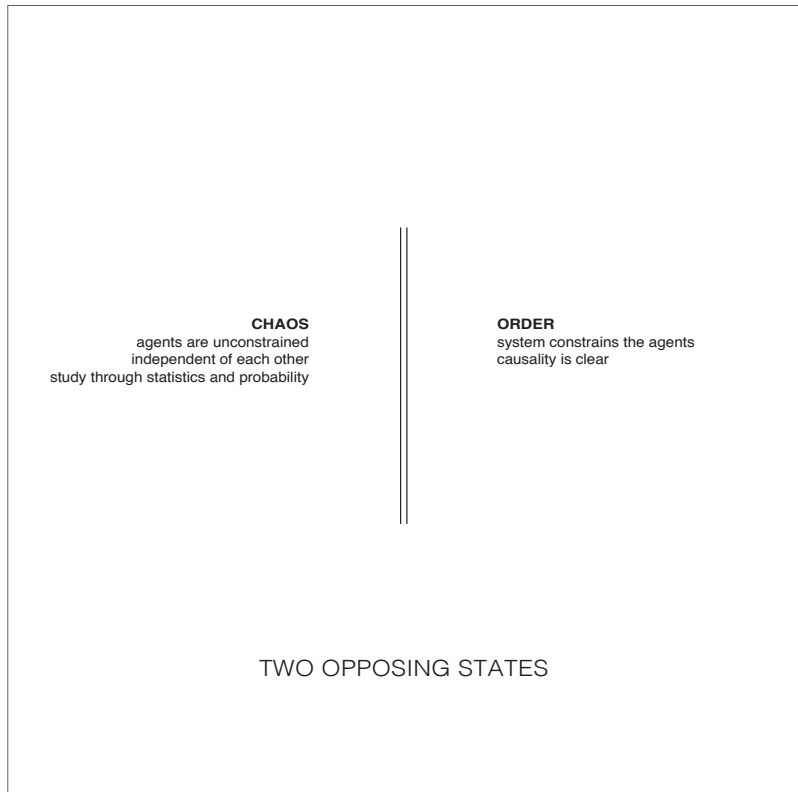 CHAOS
agents are unconstrained
independent of each other
study through statistics and probability
ORDER
system constrains the agents
causality is clear
TWO OPPOSING STATES